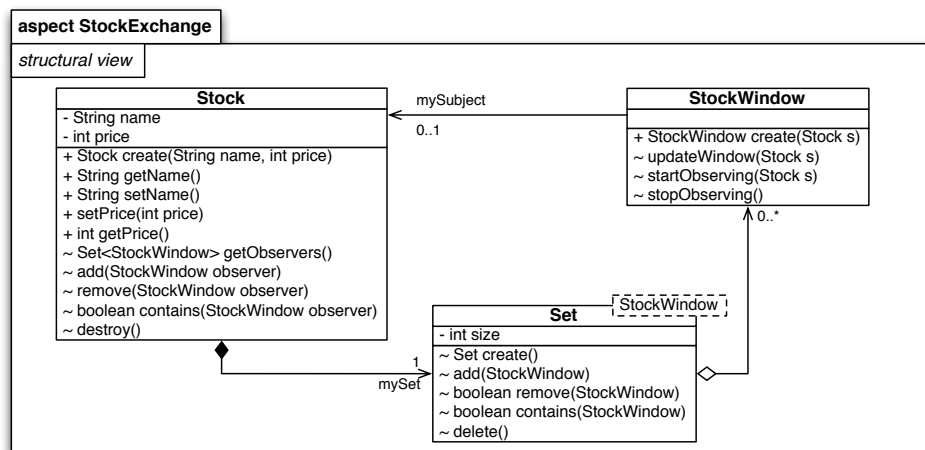 aspect StockExchange
structural view
Stock
- String name
- int price
+ Stock create(String name, int price)
+ String getName()
+ String setName()
+ setPrice(int price)
+ int getPrice()
~ Set<StockWindow> getObservers()
~ add(StockWindow observer)
~ remove(StockWindow observer)
~ boolean contains(StockWindow observer)
~ destroy()
mySubject
0..1
StockWindow
+ StockWindow create(Stock s)
~ updateWindow(Stock s)
~ startObserving(Stock s)
~ stopObserving()
0..*
1
mySet
StockWindow
Set
- int size
~ Set create()
~ add(StockWindow)
~ boolean remove(StockWindow)
~ boolean contains(StockWindow)
~ delete()